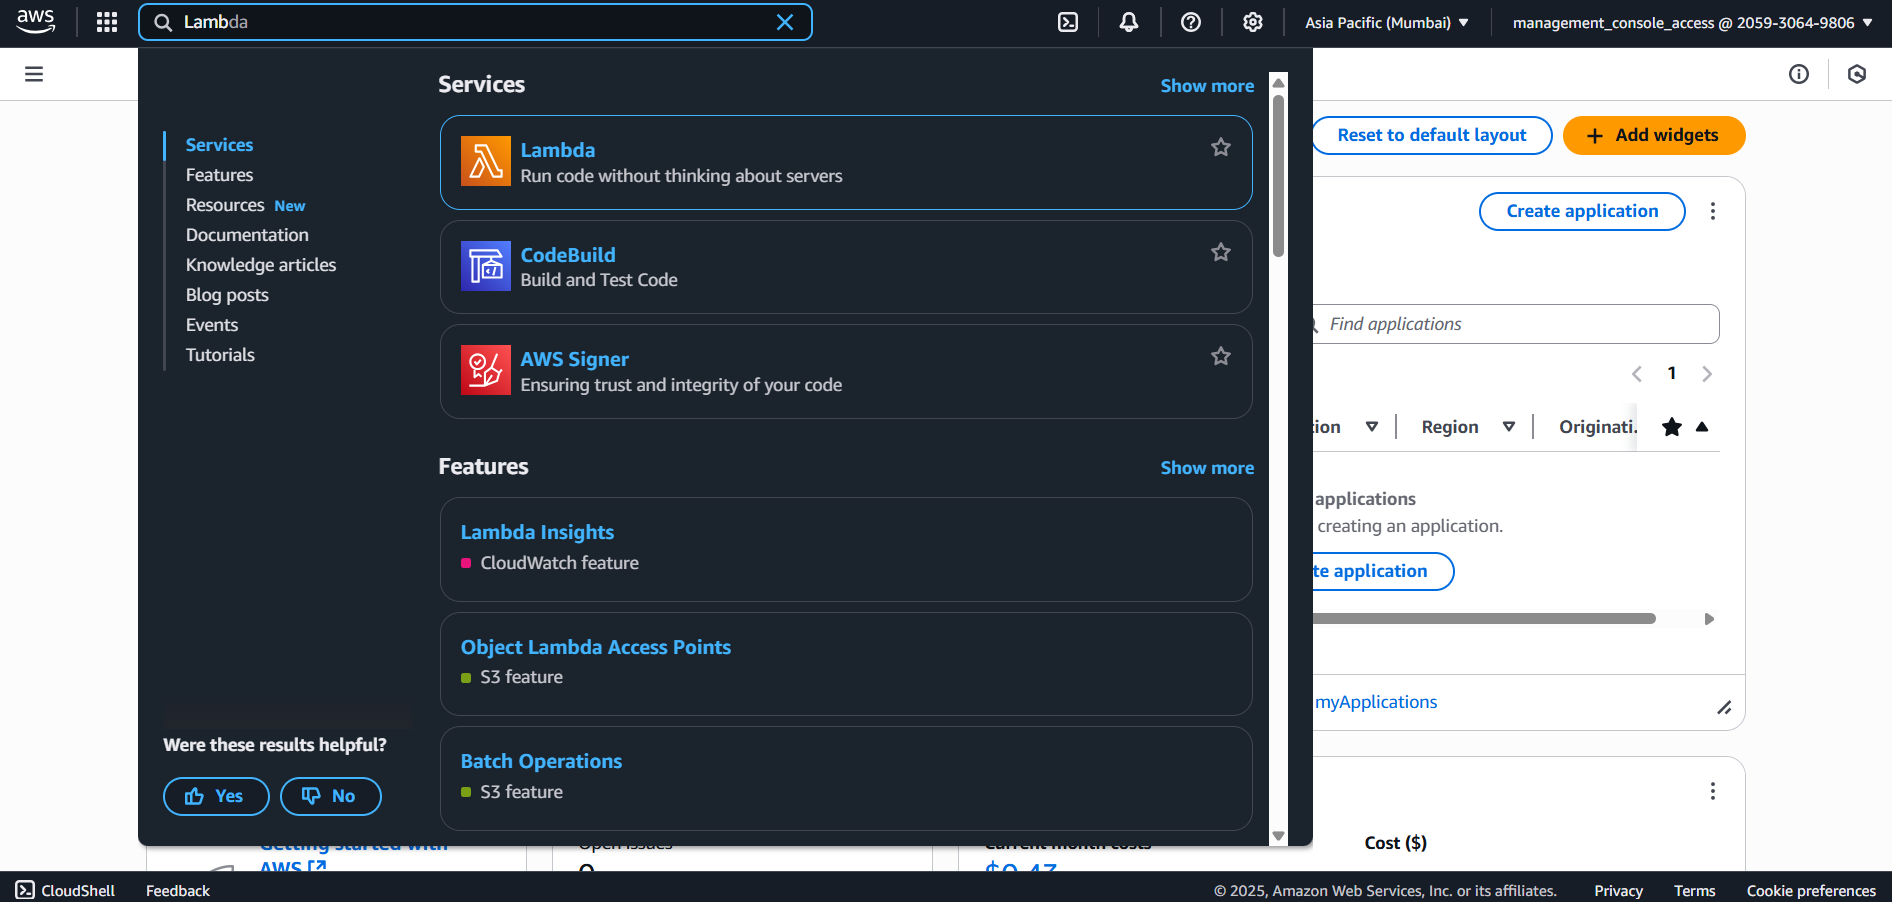 aws
Lambda
Asia Pacific (Mumbai)
management_console_access @ 2059-3064-9806
Services
Features
Resources New
Documentation
Knowledge articles
Blog posts
Events
Tutorials
Were these results helpful?
Yes
No
Services
Show more
Lambda
Run code without thinking about servers
CodeBuild
Build and Test Code
AWS Signer
Ensuring trust and integrity of your code
Features
Show more
Lambda Insights
CloudWatch feature
Object Lambda Access Points
S3 feature
Batch Operations
S3 feature
Reset to default layout
Add widgets
Create application
Find applications
1
ion
Region
Originati.
applications
creating an application.
te application
myApplications
Getting started with
AWS
Open issues
0
Current month costs
$0.43
Cost ($)
CloudShell
Feedback
© 2025, Amazon Web Services, Inc. or its affiliates.
Privacy
Terms
Cookie preferences